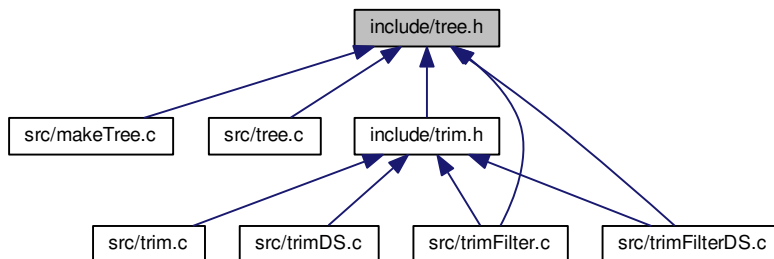 include/tree.h
src/makeTree.c
src/tree.c
include/trim.h
src/trim.c
src/trimDS.c
src/trimFilter.c
src/trimFilterDS.c